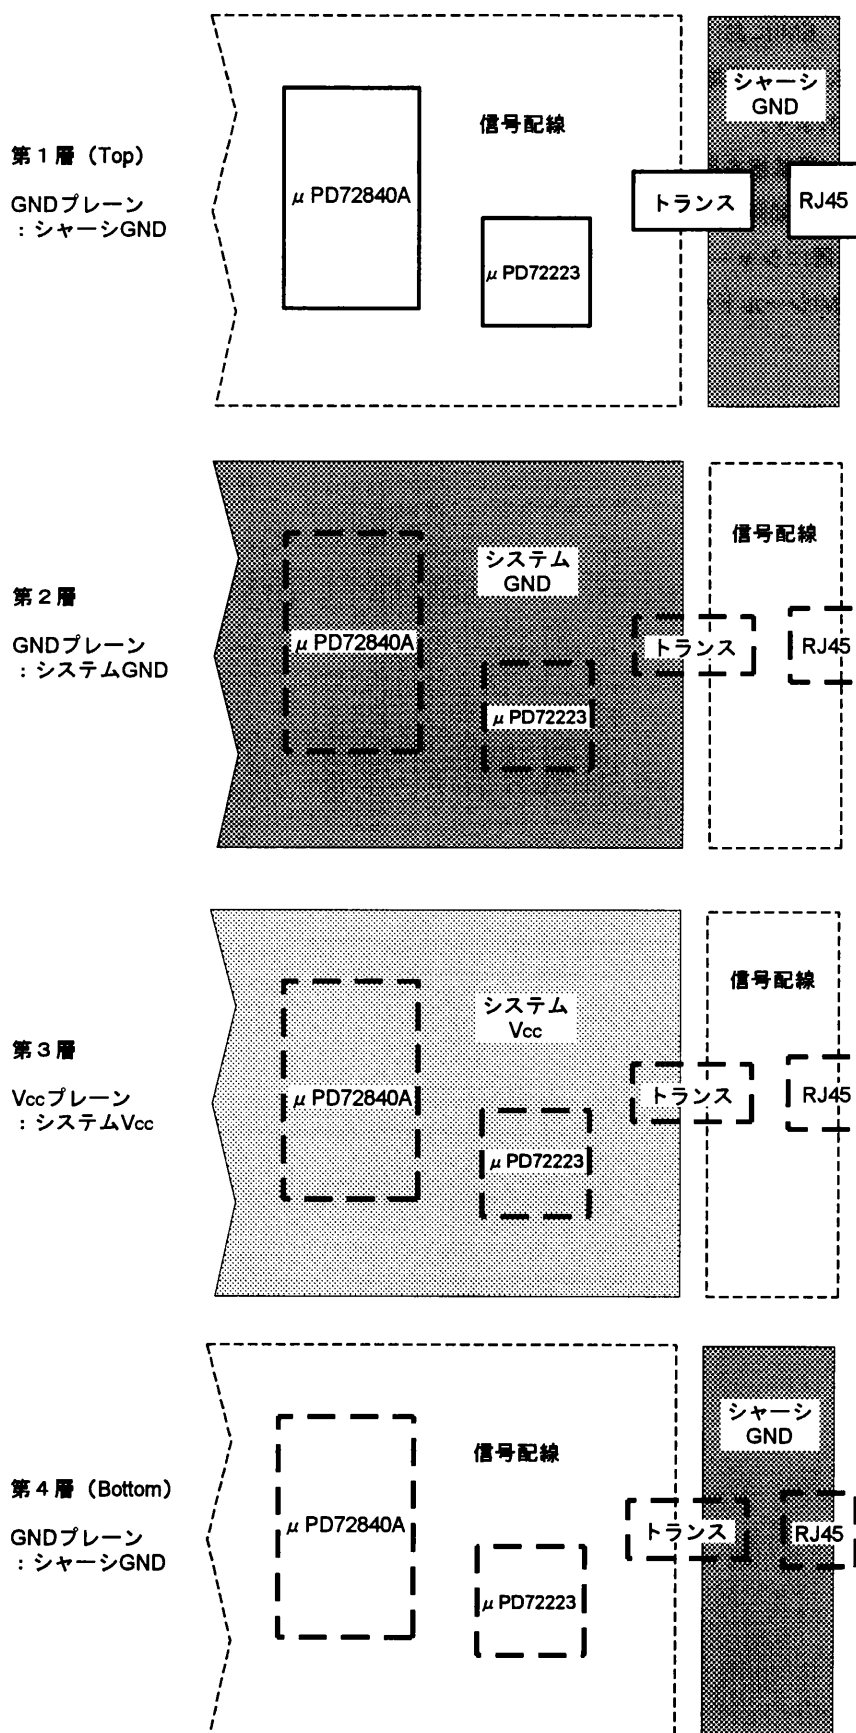 第1層（Top）
GNDプレーン
：シャーシGND
信号配線
μPD72840A
μPD72223
トランス
シャーシ
GND
RJ45
第2層
GNDプレーン
：システムGND
システム
GND
μPD72840A
μPD72223
トランス
信号配線
RJ45
第3層
Vccプレーン
：システムVcc
システム
Vcc
μPD72840A
μPD72223
トランス
信号配線
RJ45
第4層（Bottom）
GNDプレーン
：シャーシGND
信号配線
μPD72840A
μPD72223
トランス
シャーシ
GND
RJ45